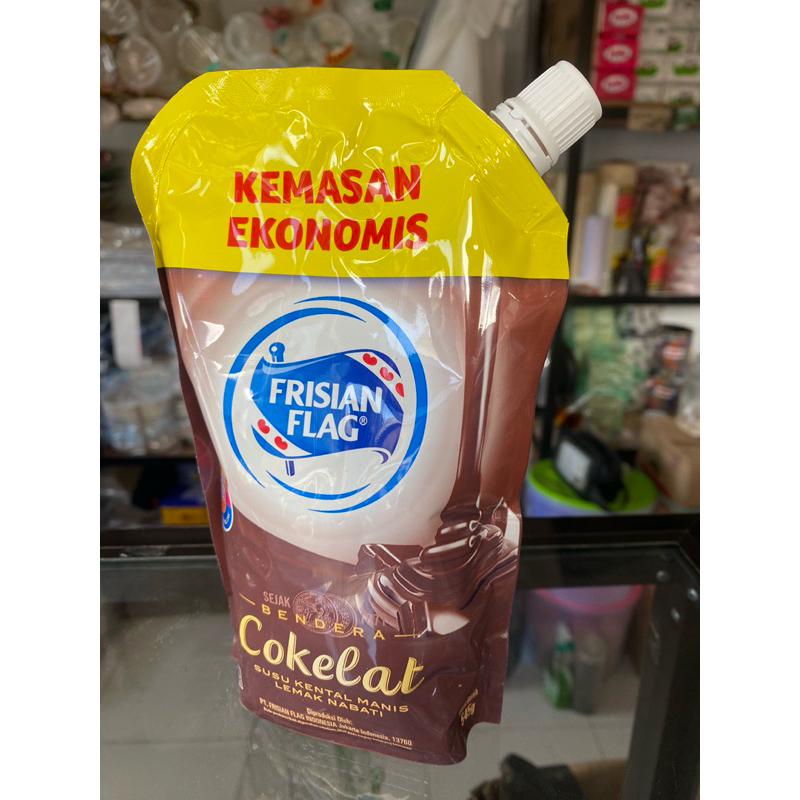 KEMASAN
EKONOMIS
FRISIAN
FLAG®
SEJAK
BENDERA
Cokelat
SUSU KENTAL MANIS
LEMAK NABATI
Diproduksi Oleh:
PT. FRISIAN FLAG INDONESIA Jakarta Indonesia, 13760